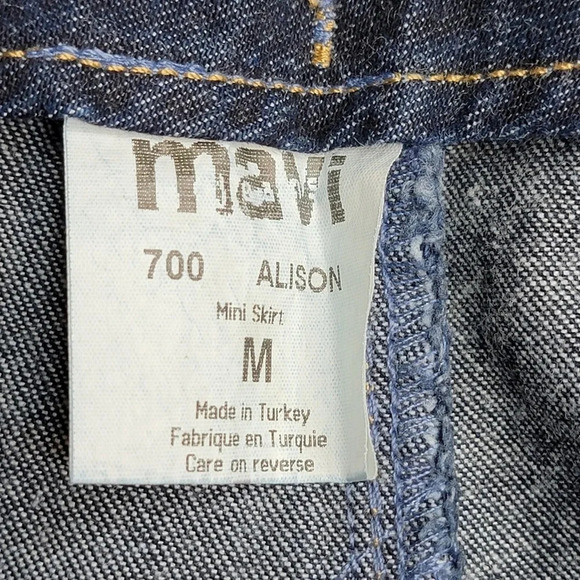 mavi
700 ALISON
Mini Skirt
M
Made in Turkey
Fabrique en Turquie
Care on reverse